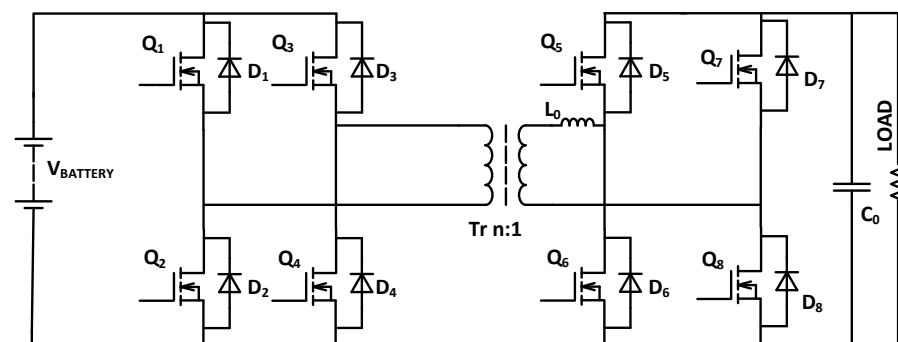 Q₁
Q₃
D₁
D₃
Q₅
Q₇
D₅
D₇
L₀
V_BATTERY
LOAD
C₀
Tr n:1
Q₂
Q₄
D₂
D₄
Q₆
Q₈
D₆
D₈